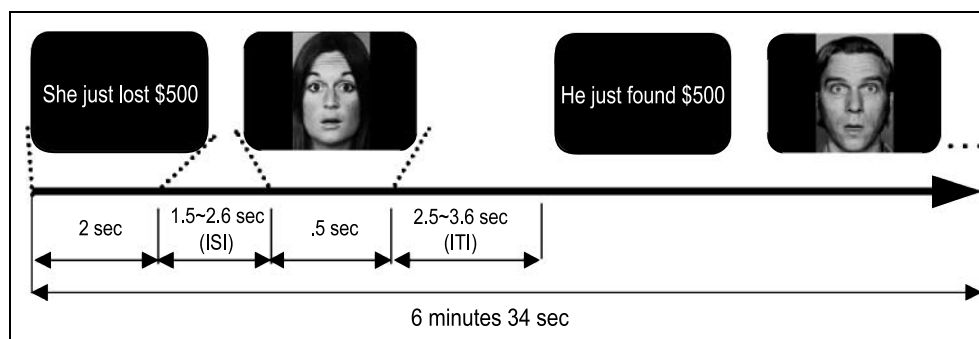 She just lost $500
He just found $500
2 sec
1.5~2.6 sec
(ISI)
.5 sec
2.5~3.6 sec
(ITI)
6 minutes 34 sec